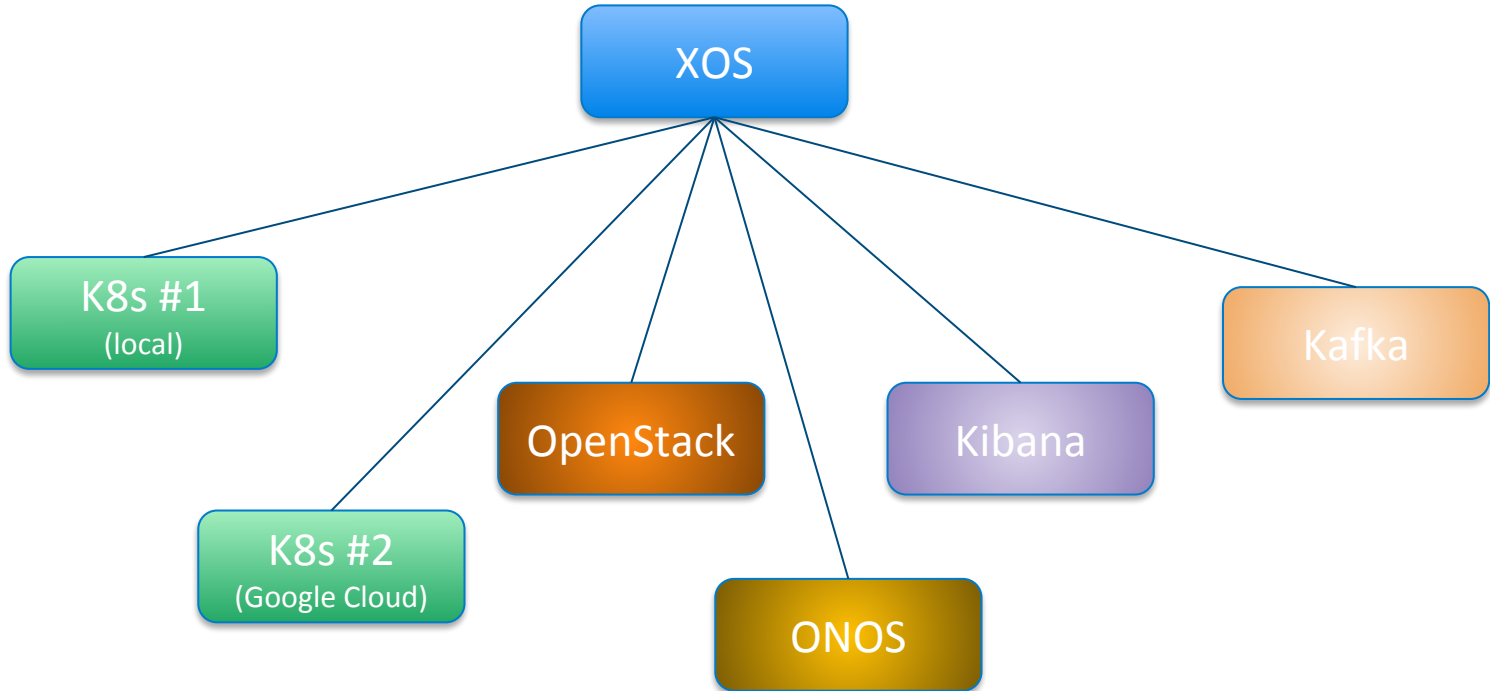 XOS
K8s #1
(local)
Kafka
OpenStack
Kibana
K8s #2
(Google Cloud)
ONOS